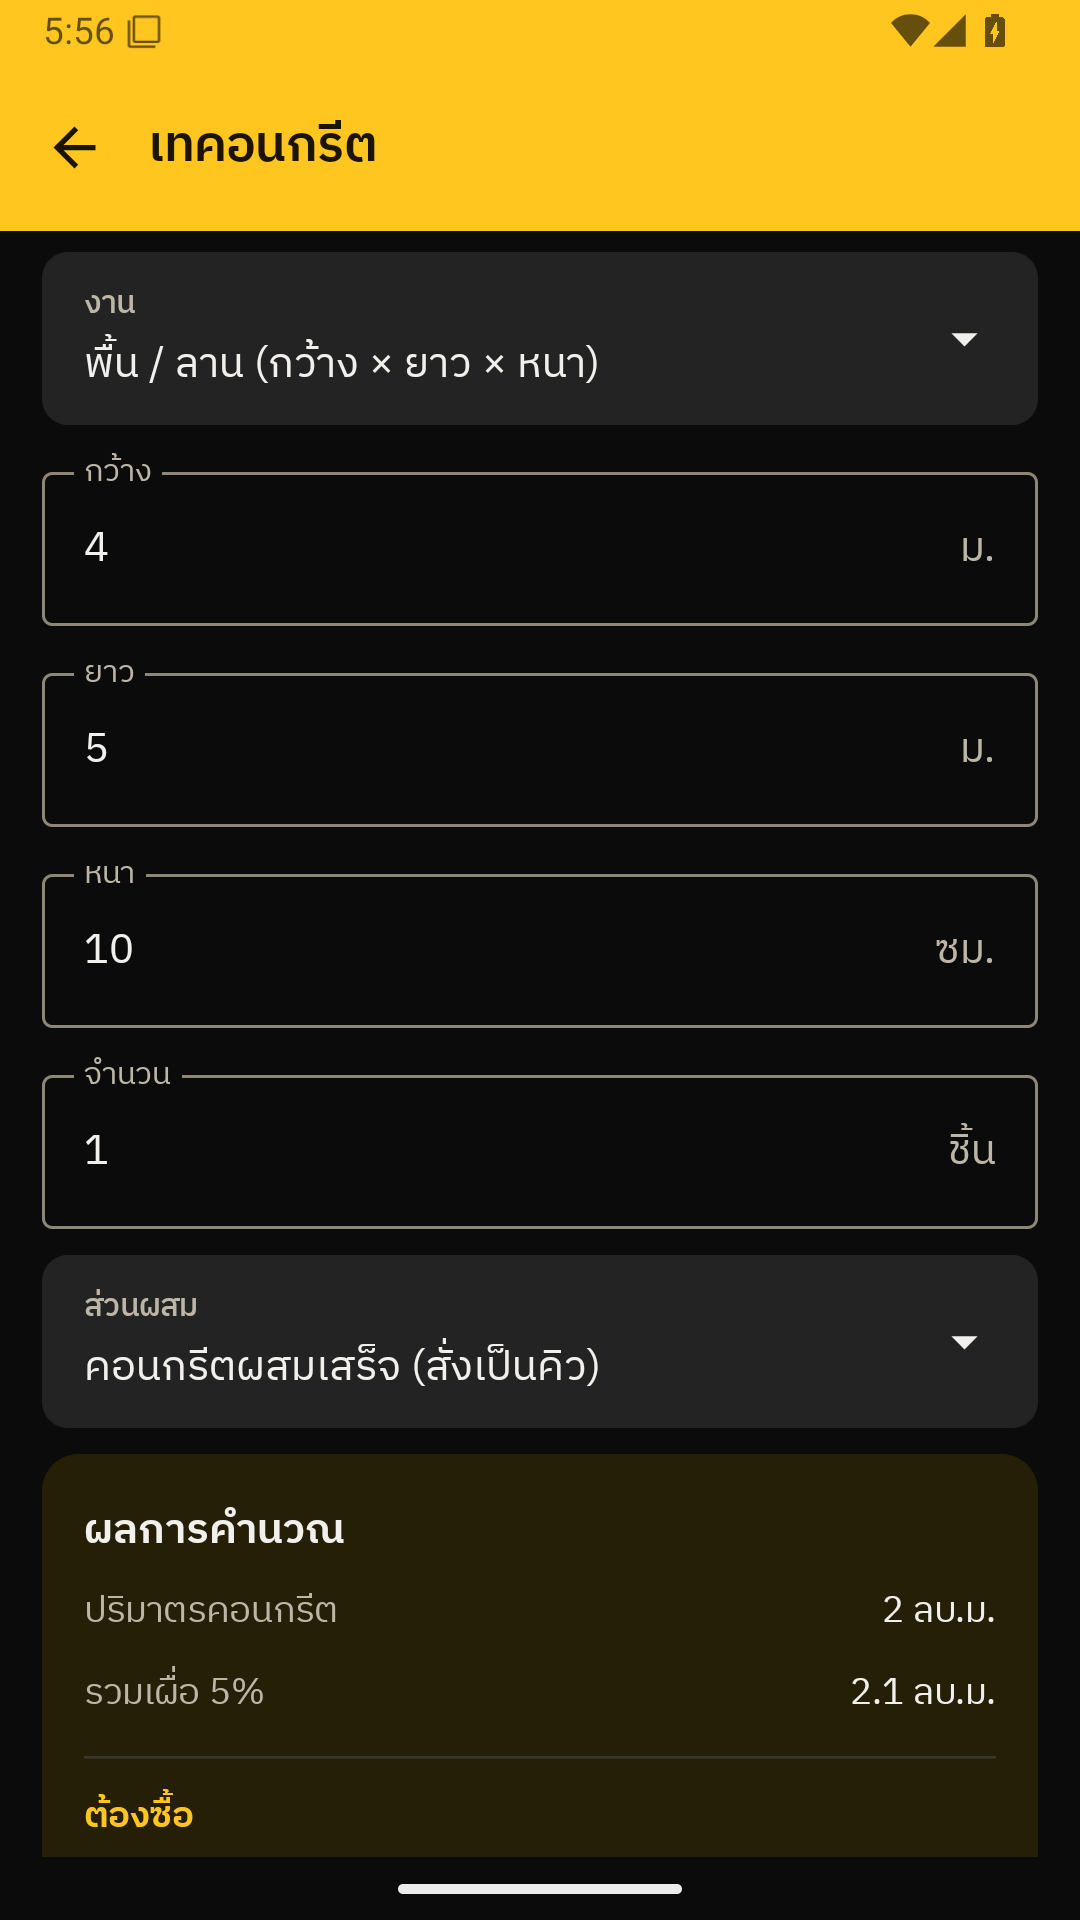 5:56
เทคอนกรีต
งาน
พื้น / ลาน (กว้าง × ยาว × หนา)
กว้าง
4 ม.
ยาว
5 ม.
หนา
10 ซม.
จำนวน
1 ชิ้น
ส่วนผสม
คอนกรีตผสมเสร็จ (สั่งเป็นคิว)
ผลการคำนวณ
ปริมาตรคอนกรีต 2 ลบ.ม.
รวมเผื่อ 5% 2.1 ลบ.ม.
ต้องซื้อ